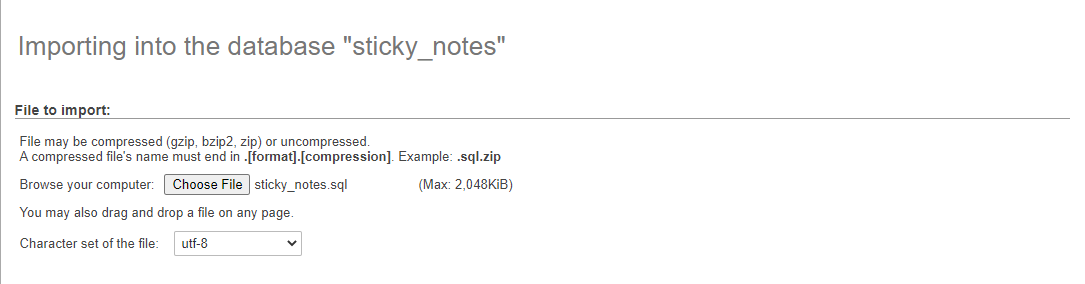 Importing into the database "sticky_notes"
File to import:
File may be compressed (gzip, bzip2, zip) or uncompressed.
A compressed file's name must end in .[format].[compression]. Example: .sql.zip
Browse your computer: Choose File sticky_notes.sql (Max: 2,048KiB)
You may also drag and drop a file on any page.
Character set of the file: utf-8